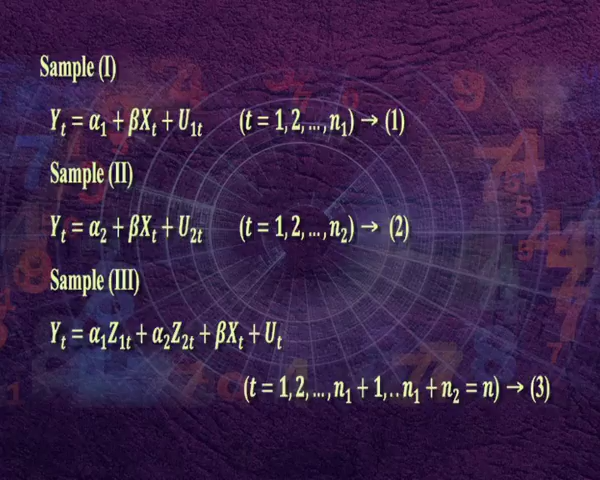 Sample (I)
Yₜ = α₁ + βXₜ + U₁ₜ (t = 1, 2, ..., n₁) → (1)
Sample (II)
Yₜ = α₂ + βXₜ + U₂ₜ (t = 1, 2, ..., n₂) → (2)
Sample (III)
Yₜ = α₁Z₁ₜ + α₂Z₂ₜ + βXₜ + Uₜ
(t = 1, 2, ..., n₁ + 1, .. n₁ + n₂ = n) → (3)